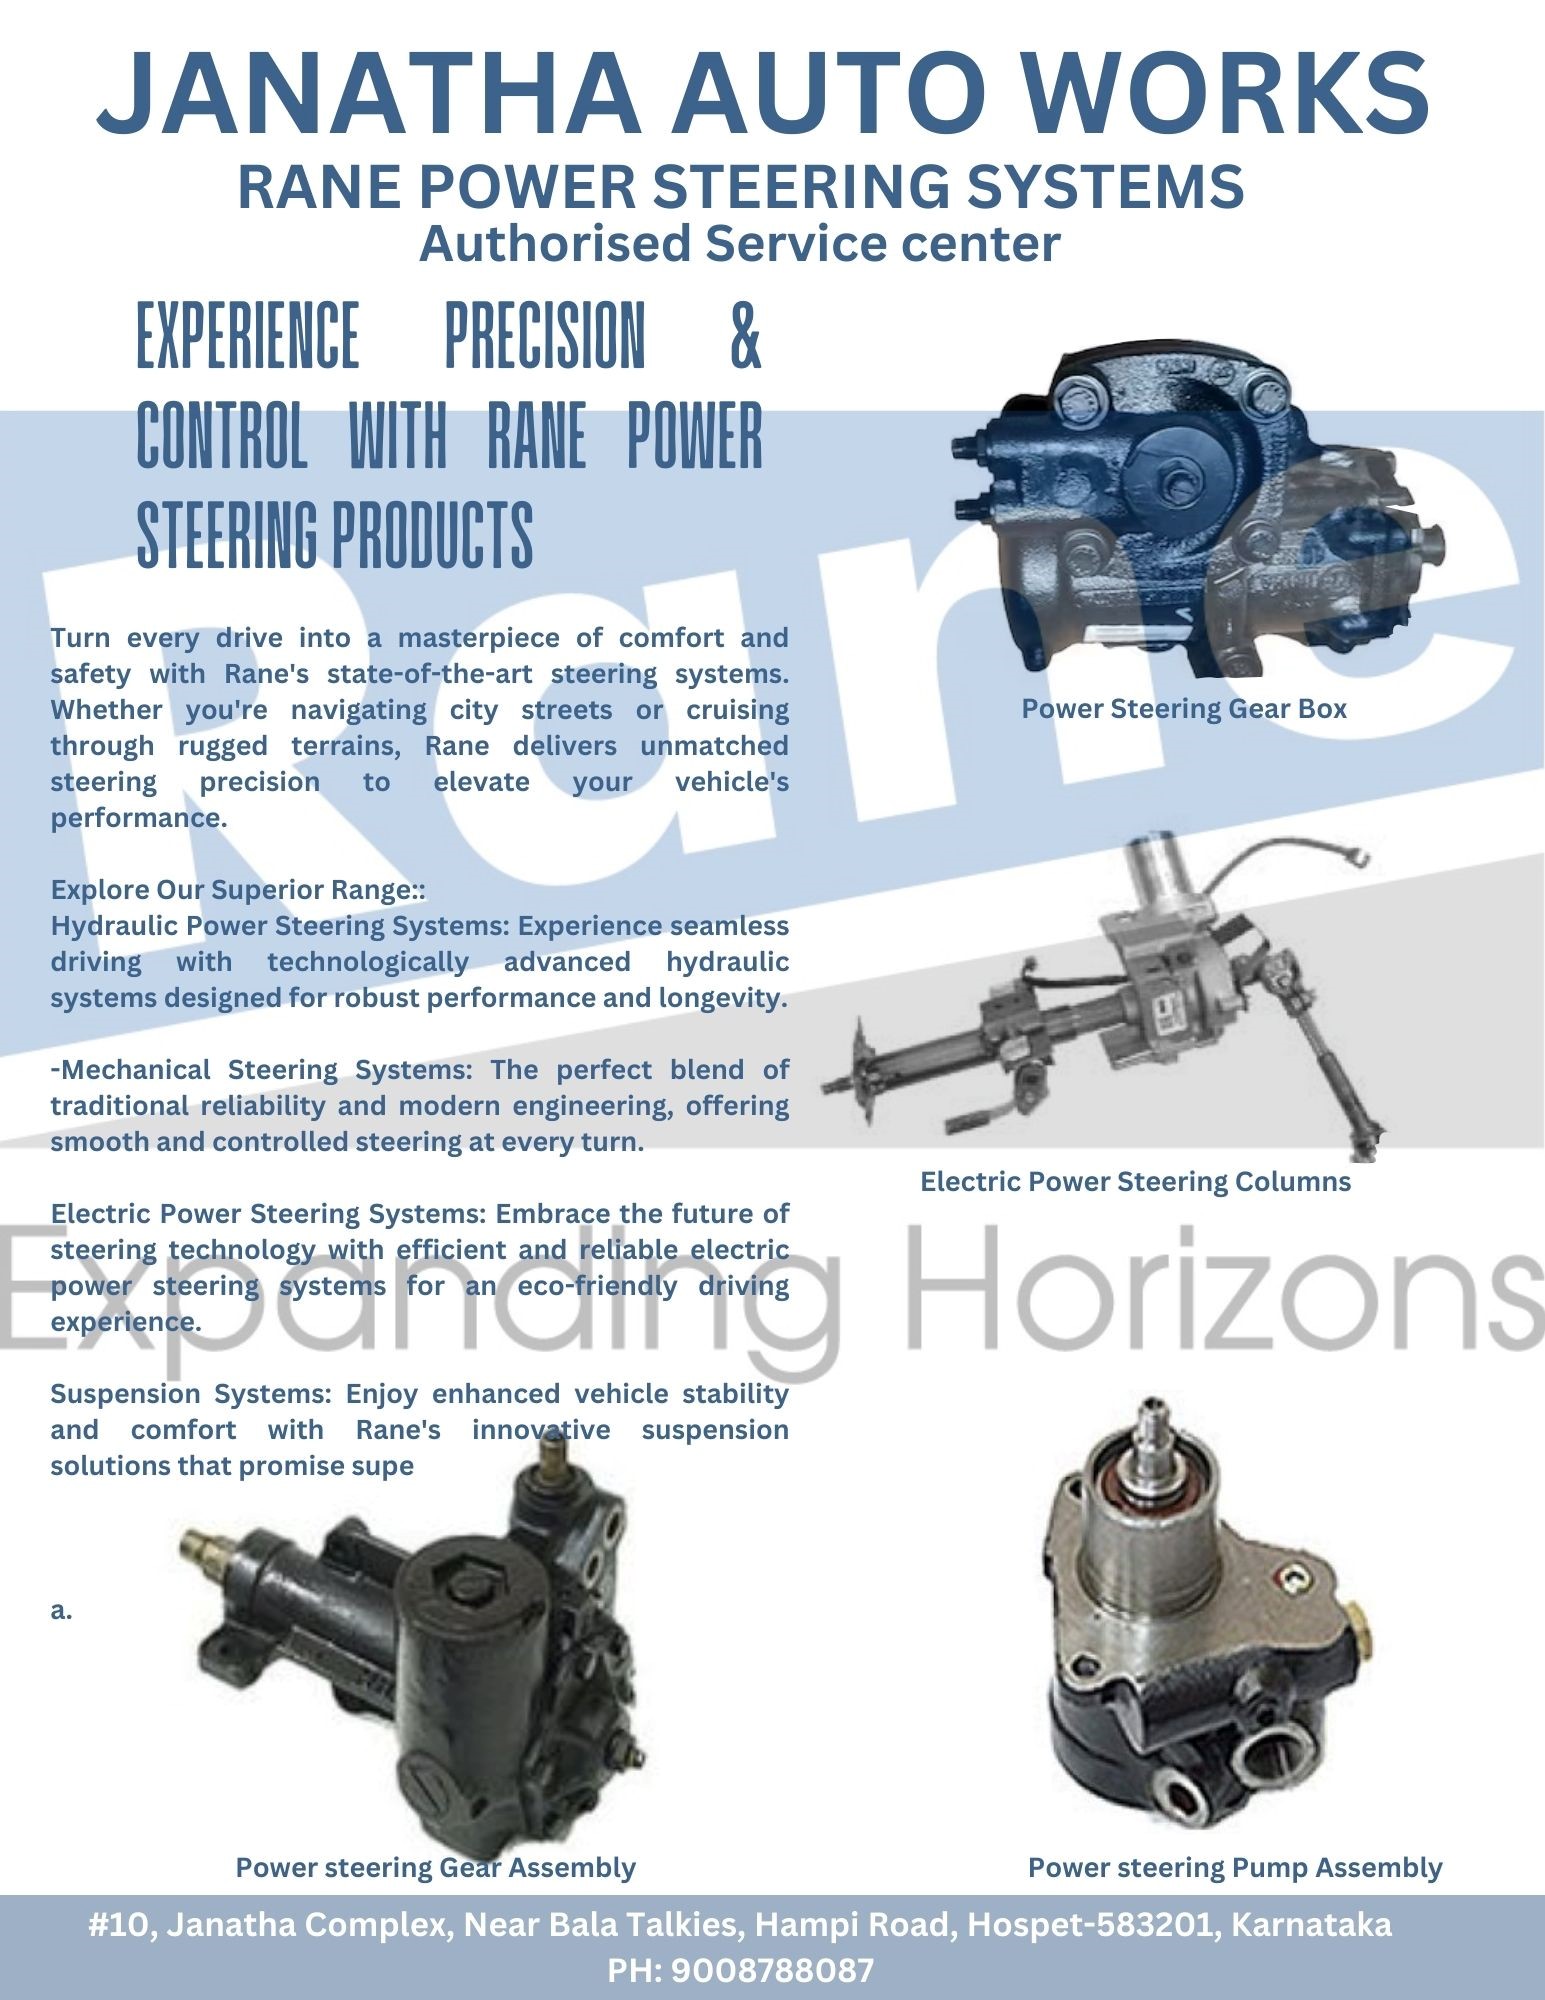 JANATHA AUTO WORKS
RANE POWER STEERING SYSTEMS
Authorised Service center
EXPERIENCE PRECISION &
CONTROL WITH RANE POWER
STEERING PRODUCTS
Turn every drive into a masterpiece of comfort and
safety with Rane's state-of-the-art steering systems.
Whether you're navigating city streets or cruising
through rugged terrains, Rane delivers unmatched
steering precision to elevate your vehicle's
performance.
Explore Our Superior Range::
Hydraulic Power Steering Systems: Experience seamless
driving with technologically advanced hydraulic
systems designed for robust performance and longevity.
-Mechanical Steering Systems: The perfect blend of
traditional reliability and modern engineering, offering
smooth and controlled steering at every turn.
Electric Power Steering Systems: Embrace the future of
steering technology with efficient and reliable electric
power steering systems for an eco-friendly driving
experience.
Suspension Systems: Enjoy enhanced vehicle stability
and comfort with Rane's innovative suspension
solutions that promise supe
a.
Rane
Expanding Horizons
Power Steering Gear Box
Electric Power Steering Columns
Power steering Gear Assembly
Power steering Pump Assembly
#10, Janatha Complex, Near Bala Talkies, Hampi Road, Hospet-583201, Karnataka
PH: 9008788087